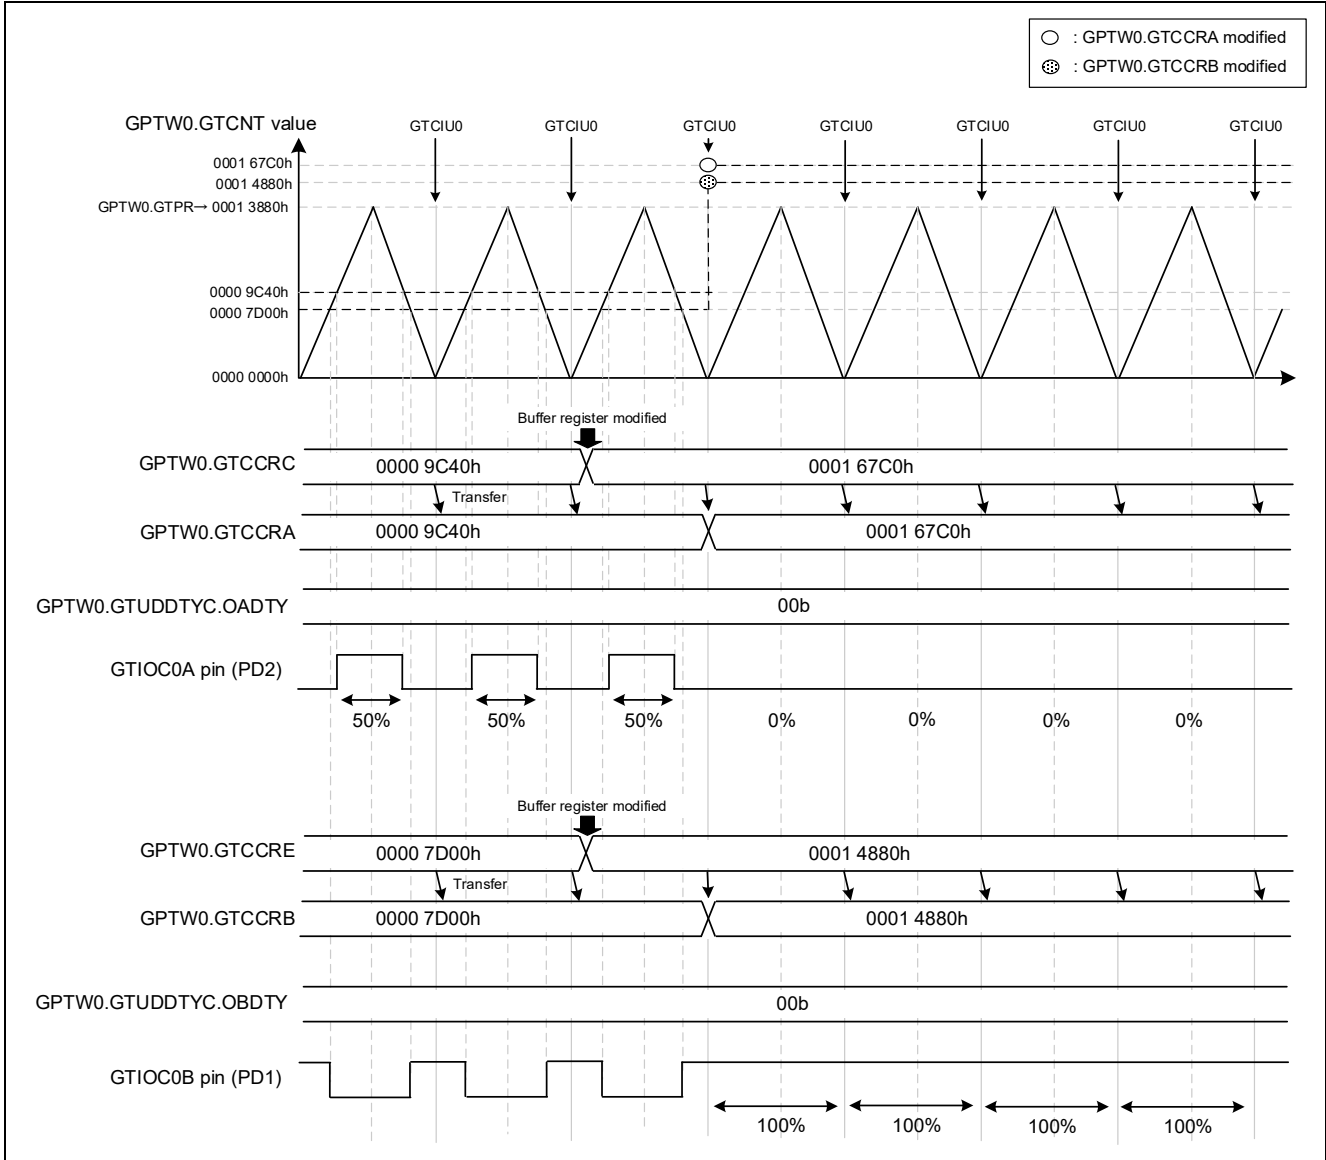 : GPTW0.GTCCRA modified
: GPTW0.GTCCRB modified
GPTW0.GTCNT value
GTCIU0 GTCIU0 GTCIU0 GTCIU0 GTCIU0 GTCIU0 GTCIU0
0001 67C0h
0001 4880h
GPTW0.GTPR→ 0001 3880h
0000 9C40h
0000 7D00h
0000 0000h
Buffer register modified
GPTW0.GTCCRC 0000 9C40h 0001 67C0h
Transfer
GPTW0.GTCCRA 0000 9C40h 0001 67C0h
GPTW0.GTUDDTYC.OADTY 00b
GTIOC0A pin (PD2)
50% 50% 50% 0% 0% 0% 0%
Buffer register modified
GPTW0.GTCCRE 0000 7D00h 0001 4880h
Transfer
GPTW0.GTCCRB 0000 7D00h 0001 4880h
GPTW0.GTUDDTYC.OBDTY 00b
GTIOC0B pin (PD1)
100% 100% 100% 100%